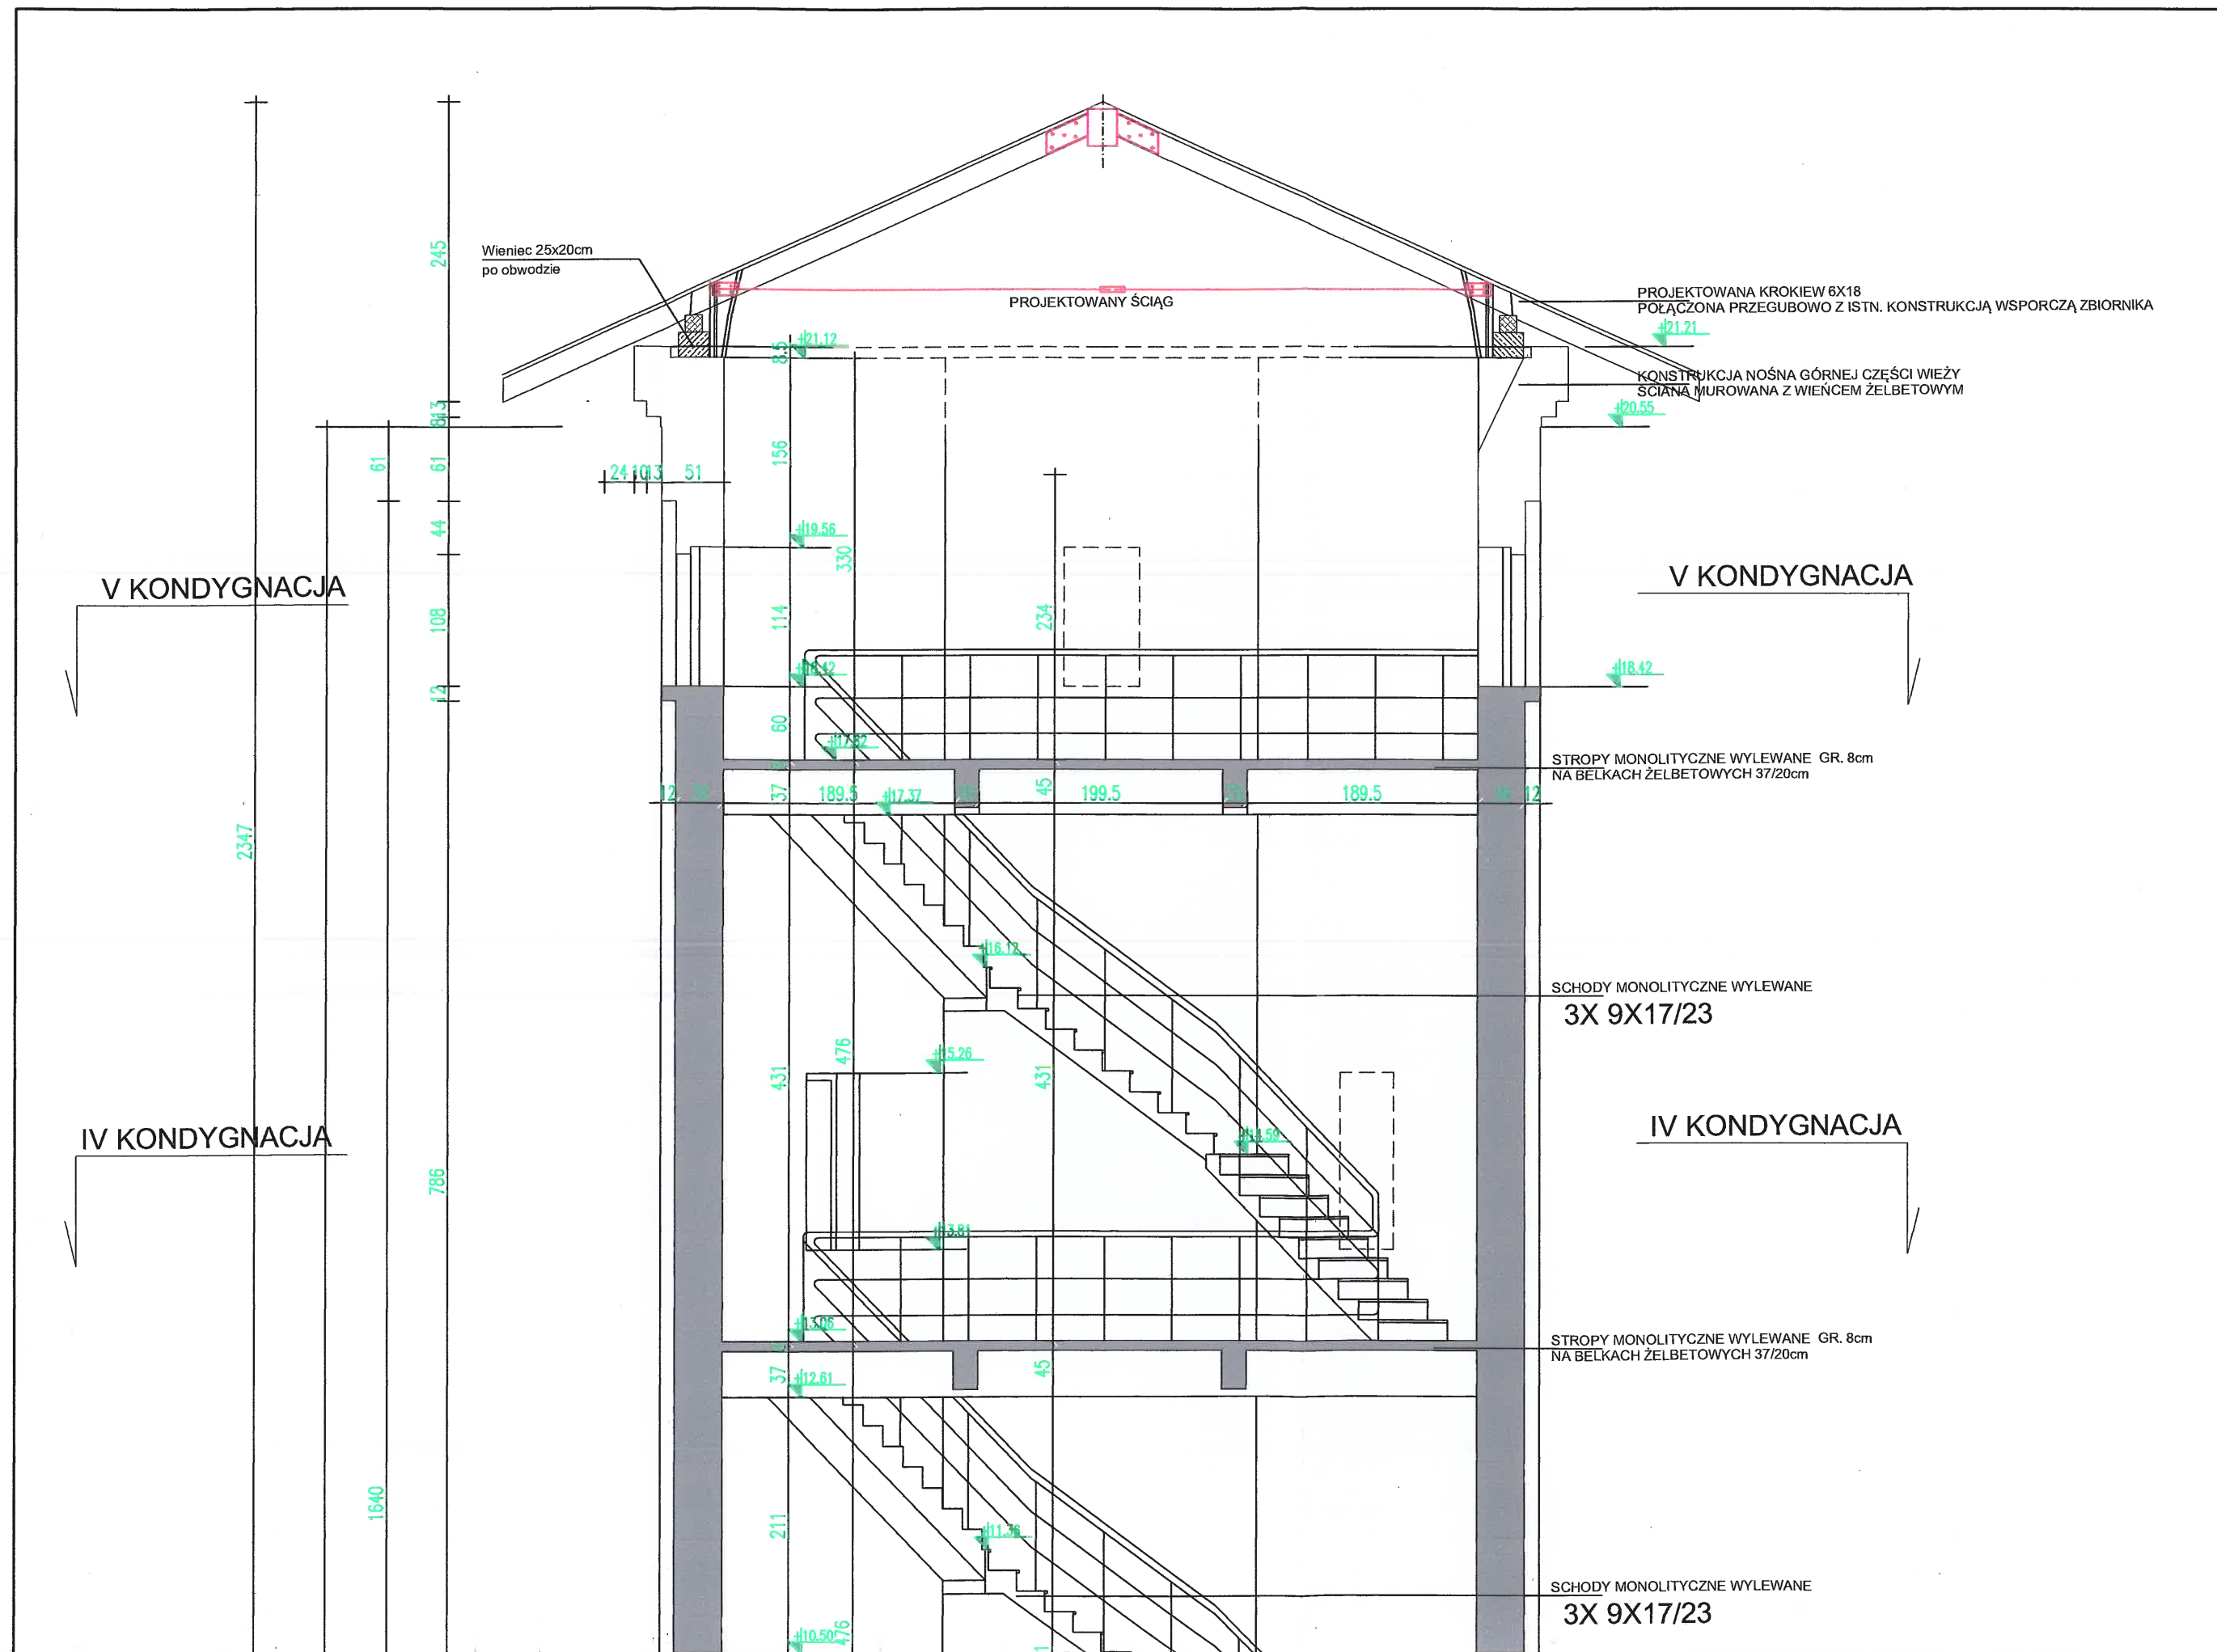 245
Wieniec 25x20cm
po obwodzie
PROJEKTOWANY ŚCIĄG
PROJEKTOWANA KROKIEW 6X18
POŁĄCZONA PRZEGUBOWO Z ISTN. KONSTRUKCJĄ WSPORCZĄ ZBIORNIKA
+21.21
+21.12
8.5
KONSTRUKCJA NOŚNA GÓRNEJ CZĘŚCI WIEŻY
ŚCIANA MUROWANA Z WIEŃCEM ŻELBETOWYM
+20.55
813
61
61
156
24 10 13 51
44
+19.56
330
V KONDYGNACJA
V KONDYGNACJA
108
114
234
+18.42
+18.42
12
60
+17.82
STROPY MONOLITYCZNE WYLEWANE GR. 8cm
NA BELKACH ŻELBETOWYCH 37/20cm
12
37
189.5
+17.37
45
199.5
189.5
12
2347
+16.12
SCHODY MONOLITYCZNE WYLEWANE
3X 9X17/23
476
+15.26
431
431
IV KONDYGNACJA
IV KONDYGNACJA
+14.59
786
+13.81
+13.06
STROPY MONOLITYCZNE WYLEWANE GR. 8cm
NA BELKACH ŻELBETOWYCH 37/20cm
37
+12.61
45
1640
211
+11.36
SCHODY MONOLITYCZNE WYLEWANE
3X 9X17/23
+10.50
476